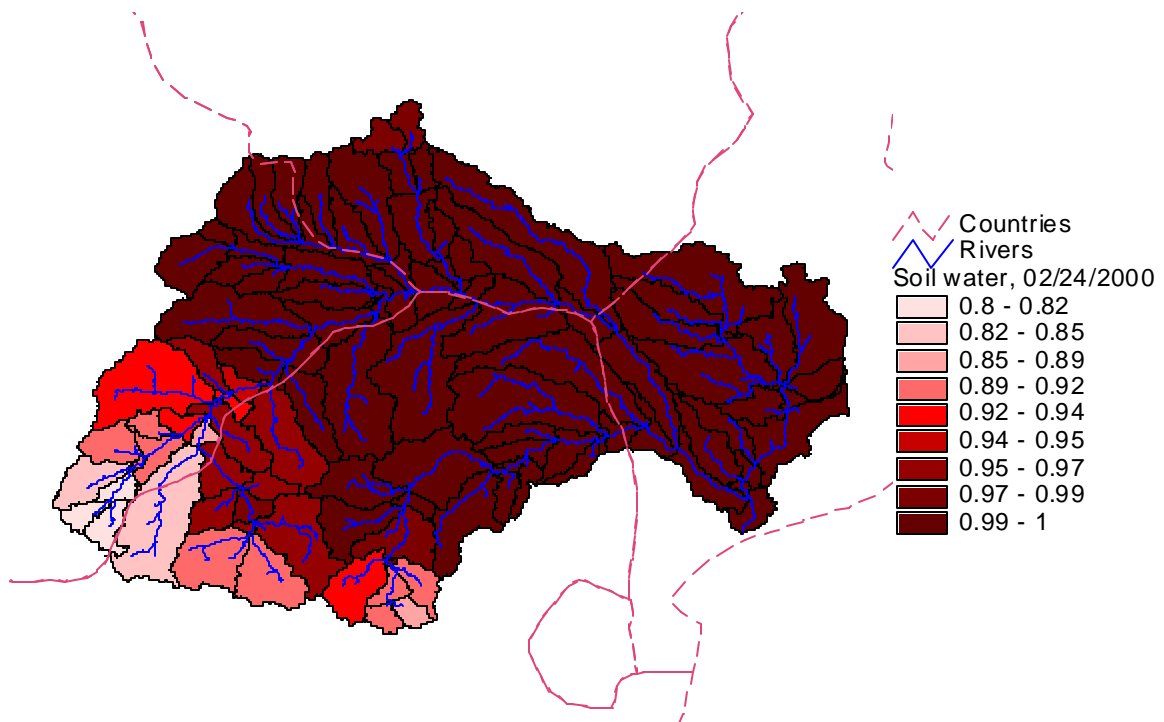 Countries
Rivers
Soil water, 02/24/2000
0.8 - 0.82
0.82 - 0.85
0.85 - 0.89
0.89 - 0.92
0.92 - 0.94
0.94 - 0.95
0.95 - 0.97
0.97 - 0.99
0.99 - 1